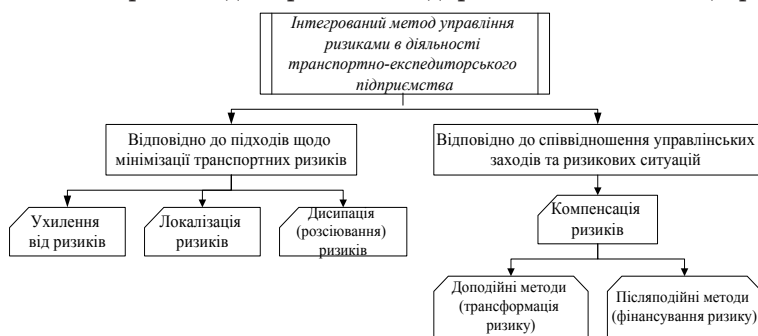 Інтегрований метод управління
ризиками в діяльності
транспортно-експедиторського
підприємства
Відповідно до підходів щодо
мінімізації транспортних ризиків
Відповідно до співвідношення управлінських
заходів та ризикових ситуацій
Ухилення
від ризиків
Локалізація
ризиків
Дисипація
(розсіювання)
ризиків
Компенсація
ризиків
Доподійні методи
(трансформація
ризику)
Післяподійні методи
(фінансування ризику)